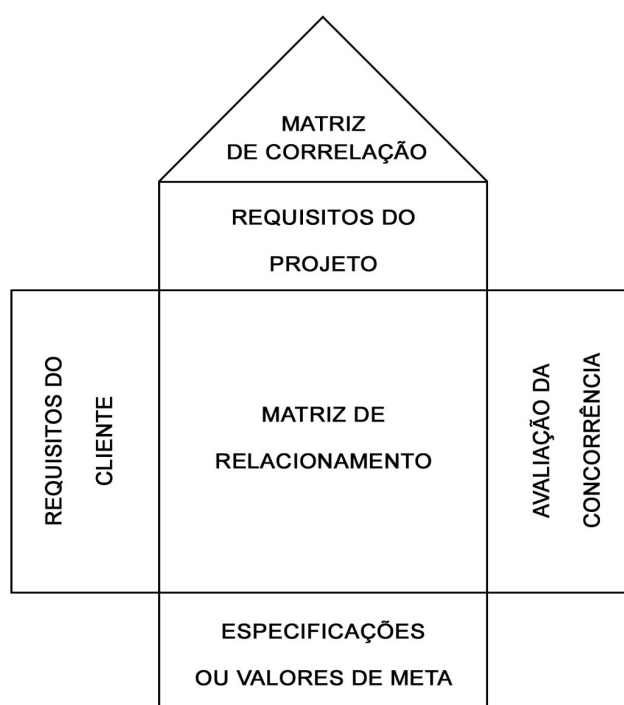 MATRIZ
DE CORRELAÇÃO
REQUISITOS DO
PROJETO
REQUISITOS DO
CLIENTE
MATRIZ DE
RELACIONAMENTO
AVALIAÇÃO DA
CONCORRÊNCIA
ESPECIFICAÇÕES
OU VALORES DE META